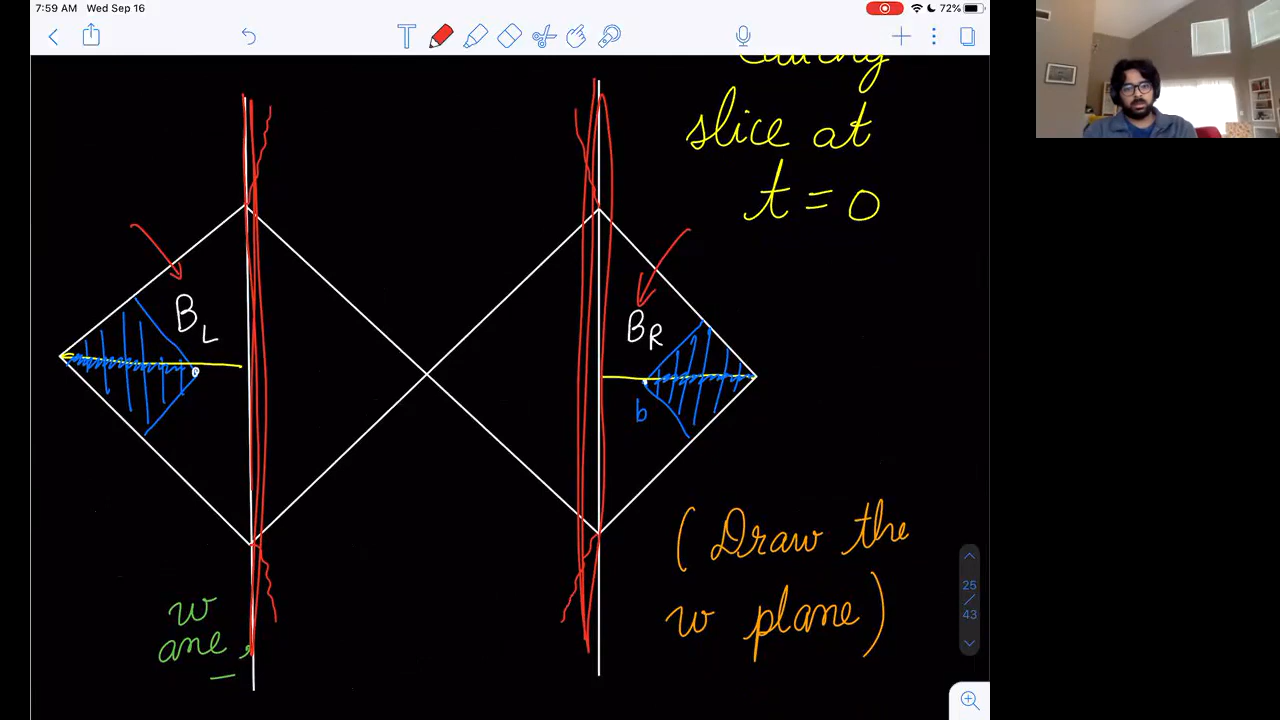 7:59 AM Wed Sep 16
72%
T
slice at
t = 0
B_L
B_R
b
(Draw the
w plane)
w
ane,
25
/
43